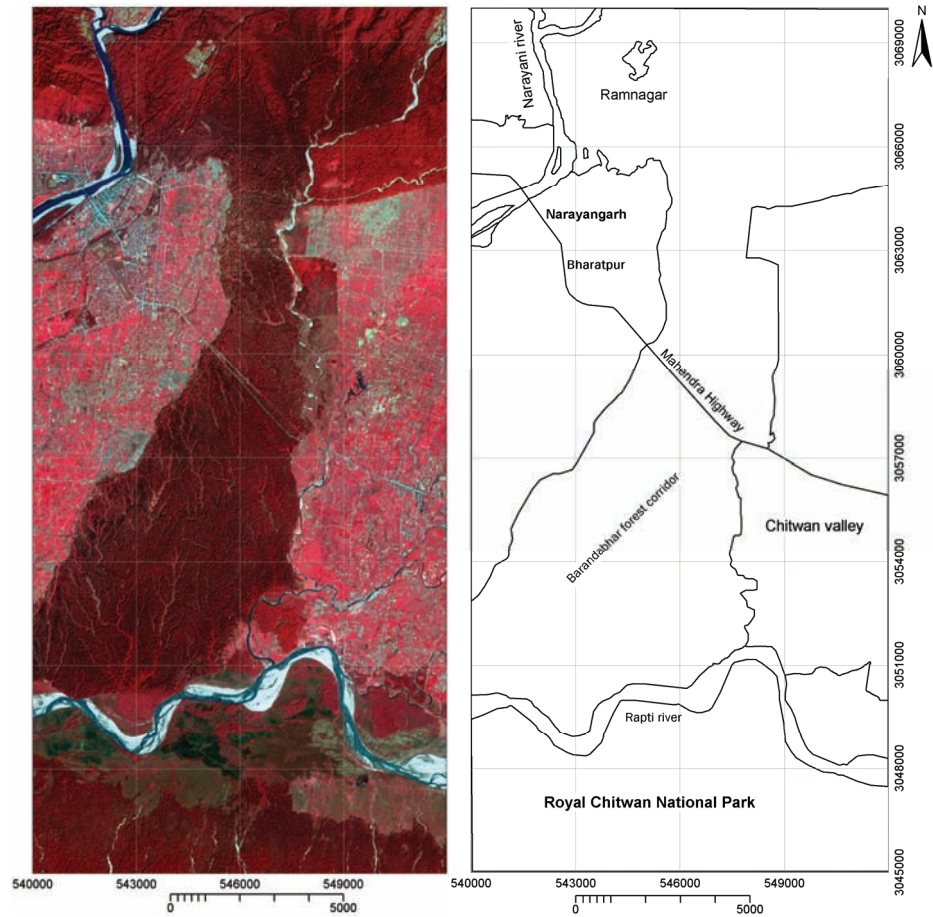 N
Narayani river
Ramnagar
Narayangarh
Bharatpur
Mahendra Highway
Barandabhar forest corridor
Chitwan valley
Rapti river
Royal Chitwan National Park
3069000
3066000
3063000
3060000
3057000
3054000
3051000
3048000
3045000
540000 543000 546000 549000
0 5000
540000 543000 546000 549000
0 5000